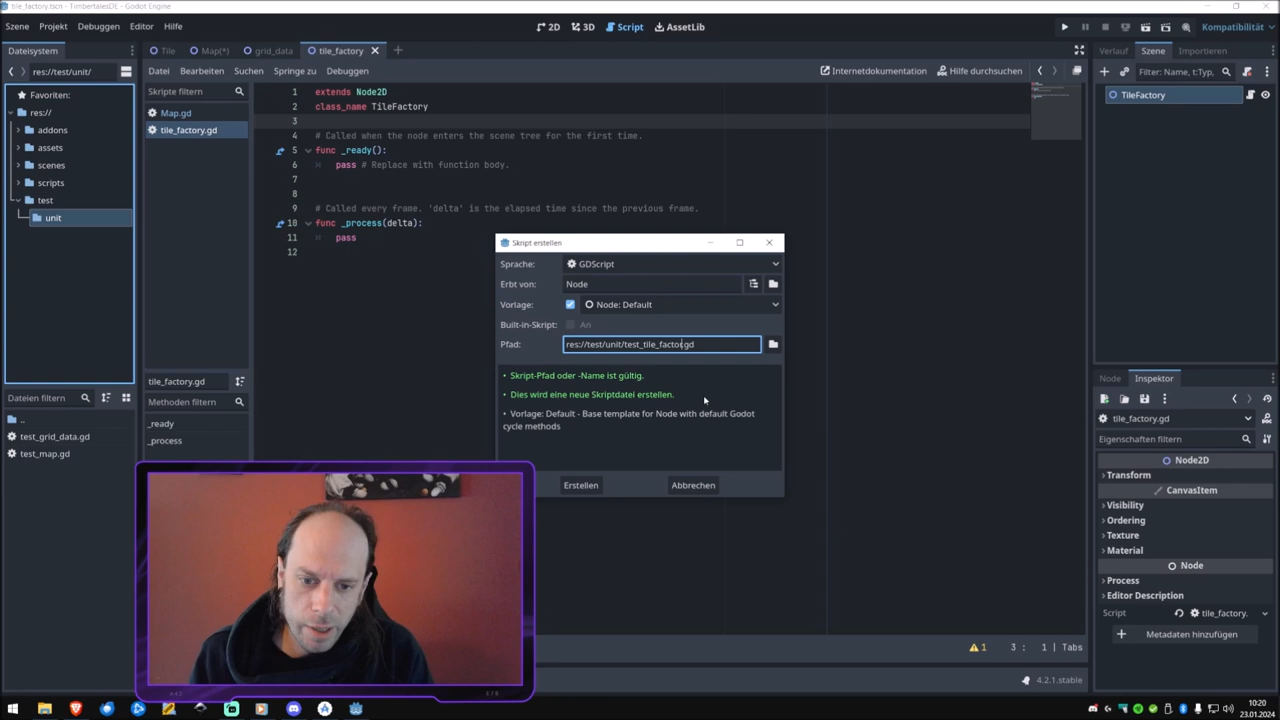 tile_factory.tscn - TimbertalesDE - Godot Engine
Szene Projekt Debuggen Editor Hilfe
2D 3D Script AssetLib
Kompatibilität
Dateisystem
res://test/unit/
Favoriten:
res://
addons
assets
scenes
scripts
test
unit
Dateien filtern
..
test_grid_data.gd
test_map.gd
Tile Map(*) grid_data tile_factory
Datei Bearbeiten Suchen Springe zu Debuggen
Internetdokumentation Hilfe durchsuchen
Skripte filtern
Map.gd
tile_factory.gd
tile_factory.gd
Methoden filtern
_ready
_process
1 extends Node2D
2 class_name TileFactory
3
4 # Called when the node enters the scene tree for the first time.
5 func _ready():
6 pass # Replace with function body.
7
8
9 # Called every frame. 'delta' is the elapsed time since the previous frame.
10 func _process(delta):
11 pass
12
Skript erstellen
Sprache: GDScript
Erbt von: Node
Vorlage: Node: Default
Built-in-Skript: An
Pfad: res://test/unit/test_tile_factor.gd
• Skript-Pfad oder -Name ist gültig.
• Dies wird eine neue Skriptdatei erstellen.
• Vorlage: Default - Base template for Node with default Godot
cycle methods
Erstellen Abbrechen
1 3 : 1 | Tabs
4.2.1.stable
Verlauf Szene Importieren
Filter: Name, t:Typ,
TileFactory
Node Inspektor
tile_factory.gd
Eigenschaften filtern
Node2D
Transform
CanvasItem
Visibility
Ordering
Texture
Material
Node
Process
Editor Description
Script tile_factory.
Metadaten hinzufügen
10:20
23.01.2024